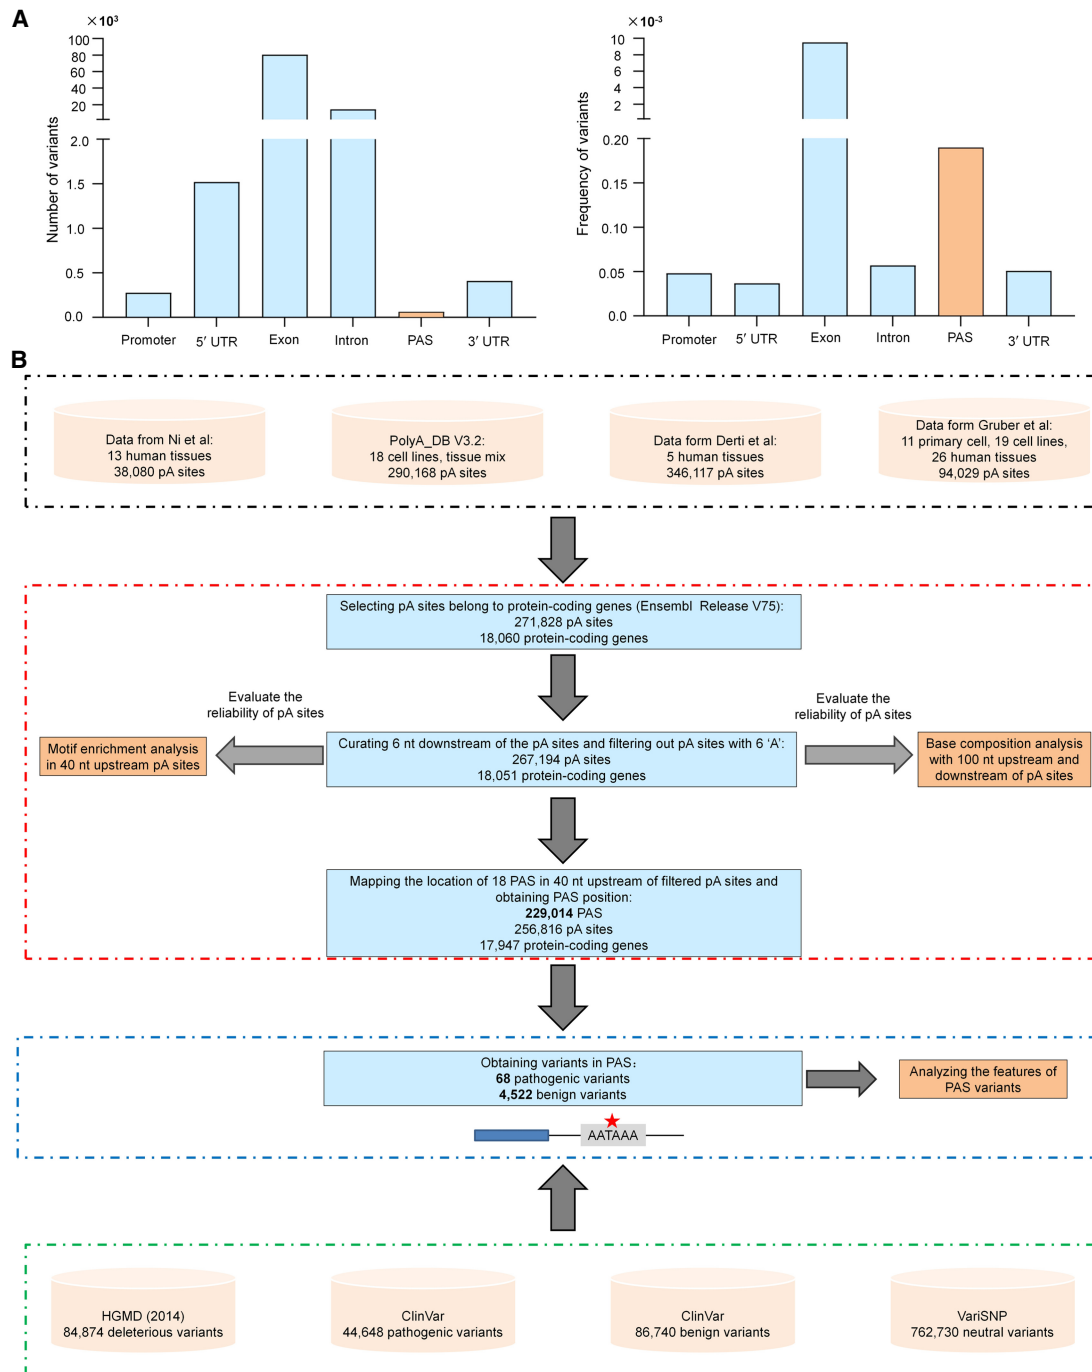 A
×10³
100
80
60
40
20
2.0
1.5
1.0
0.5
0.0
Number of variants
Promoter
5′ UTR
Exon
Intron
PAS
3′ UTR
×10⁻³
10
8
6
4
2
0.20
0.10
0.05
0.00
Frequency of variants
Promoter
5′ UTR
Exon
Intron
PAS
3′ UTR
B
Data from Ni et al:
13 human tissues
38,080 pA sites
PolyA_DB V3.2:
18 cell lines, tissue mix
290,168 pA sites
Data form Derti et al:
5 human tissues
346,117 pA sites
Data form Gruber et al:
11 primary cell, 19 cell lines,
26 human tissues
94,029 pA sites
Selecting pA sites belong to protein-coding genes (Ensembl Release V75):
271,828 pA sites
18,060 protein-coding genes
Evaluate the
reliability of pA sites
Evaluate the
reliability of pA sites
Motif enrichment analysis
in 40 nt upstream pA sites
Curating 6 nt downstream of the pA sites and filtering out pA sites with 6 'A':
267,194 pA sites
18,051 protein-coding genes
Base composition analysis
with 100 nt upstream and
downstream of pA sites
Mapping the location of 18 PAS in 40 nt upstream of filtered pA sites and
obtaining PAS position:
229,014 PAS
256,816 pA sites
17,947 protein-coding genes
Obtaining variants in PAS:
68 pathogenic variants
4,522 benign variants
Analyzing the features of
PAS variants
AATAAA
HGMD (2014)
84,874 deleterious variants
ClinVar
44,648 pathogenic variants
ClinVar
86,740 benign variants
VariSNP
762,730 neutral variants